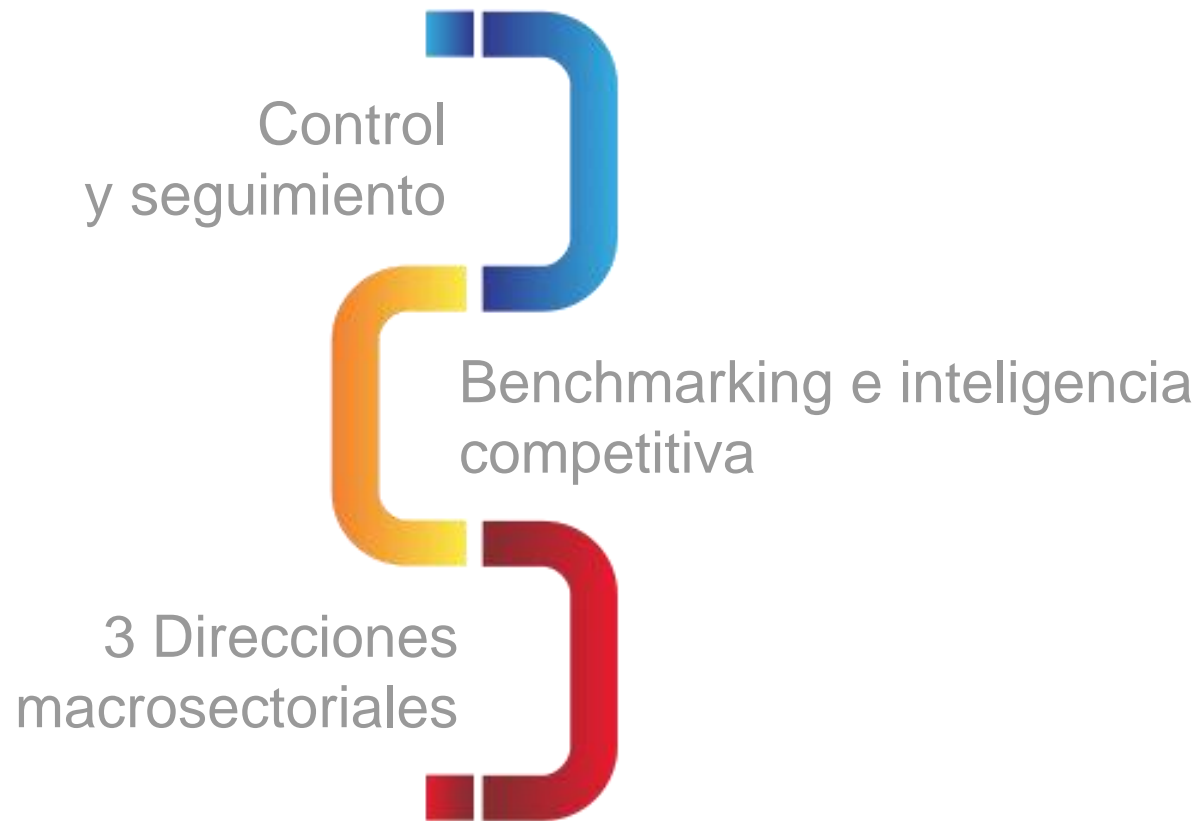 Control
y seguimiento
Benchmarking e inteligencia
competitiva
3 Direcciones
macrosectoriales